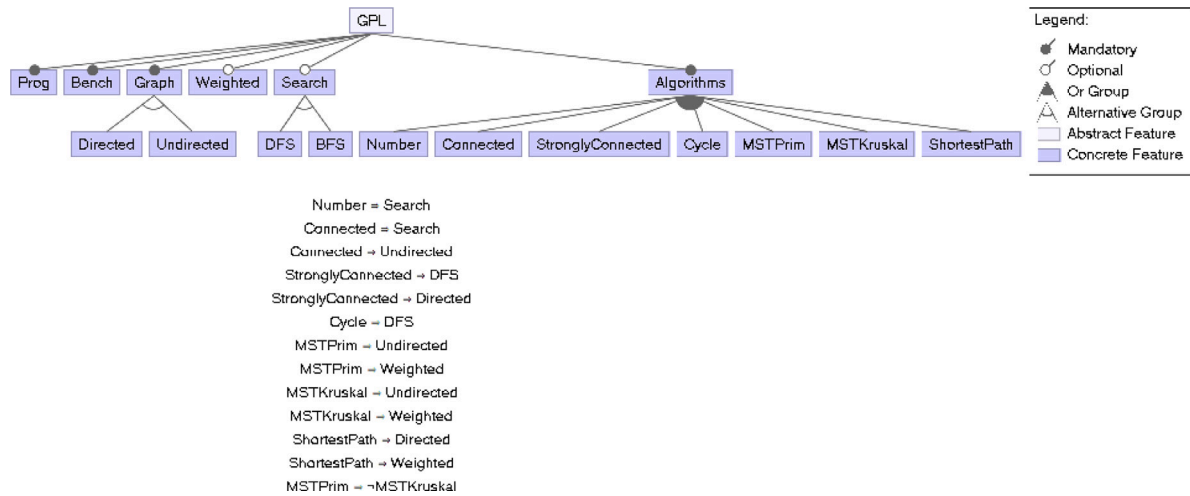 GPL
Legend:
Mandatory
Optional
Or Group
Alternative Group
Abstract Feature
Concrete Feature
Prog Bench Graph Weighted Search Algorithms
Directed Undirected DFS BFS Number Connected StronglyConnected Cycle MSTPrim MSTKruskal ShortestPath
Number ⇒ Search
Connected ⇒ Search
Connected ⇒ Undirected
StronglyConnected ⇒ DFS
StronglyConnected ⇒ Directed
Cycle ⇒ DFS
MSTPrim ⇒ Undirected
MSTPrim ⇒ Weighted
MSTKruskal ⇒ Undirected
MSTKruskal ⇒ Weighted
ShortestPath ⇒ Directed
ShortestPath ⇒ Weighted
MSTPrim ⇒ ¬MSTKruskal